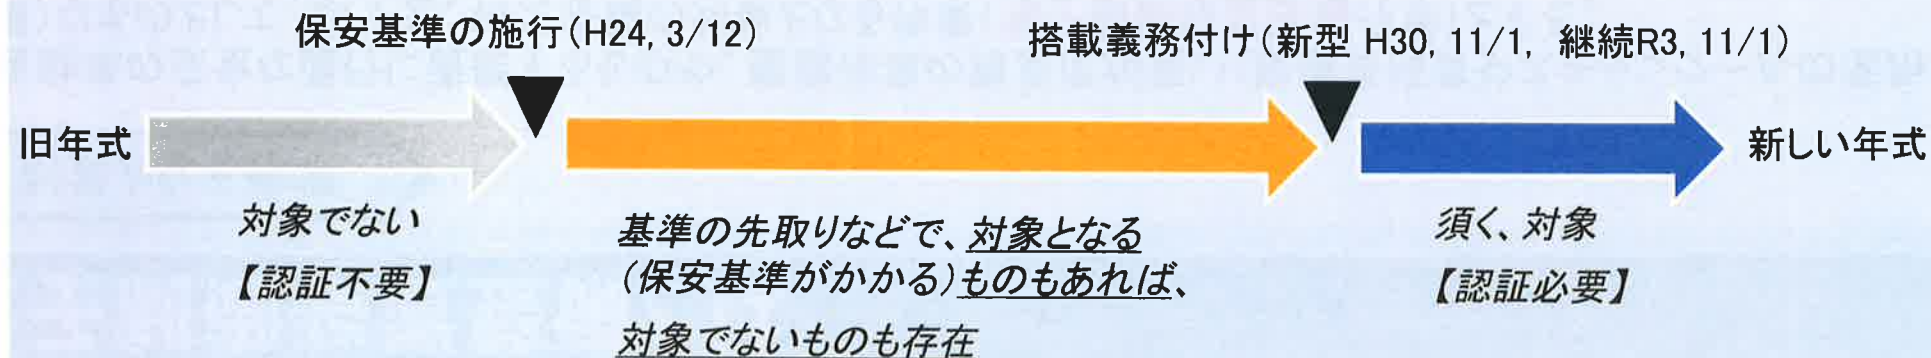 保安基準の施行(H24, 3/12)
搭載義務付け(新型 H30, 11/1, 継続R3, 11/1)
旧年式
新しい年式
対象でない
【認証不要】
基準の先取りなどで、対象となる
(保安基準がかかる)ものもあれば、
対象でないものも存在
須く、対象
【認証必要】